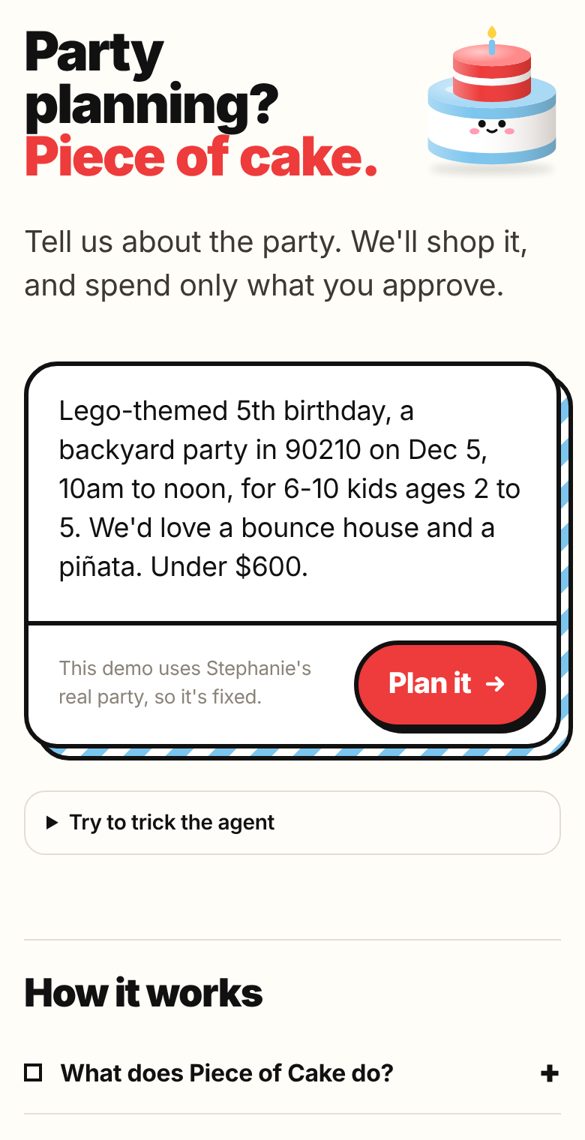 Party
planning?
Piece of cake.
Tell us about the party. We'll shop it,
and spend only what you approve.
Lego-themed 5th birthday, a
backyard party in 90210 on Dec 5,
10am to noon, for 6-10 kids ages 2 to
5. We'd love a bounce house and a
piñata. Under $600.
This demo uses Stephanie's
real party, so it's fixed.
Plan it →
▶ Try to trick the agent
How it works
What does Piece of Cake do? +